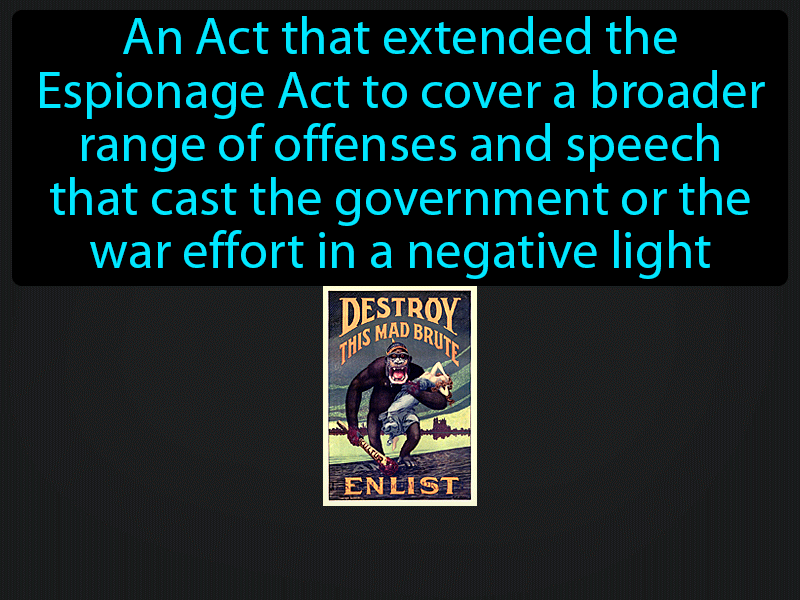 An Act that extended the
Espionage Act to cover a broader
range of offenses and speech
that cast the government or the
war effort in a negative light
DESTROY
THIS MAD BRUTE
ENLIST